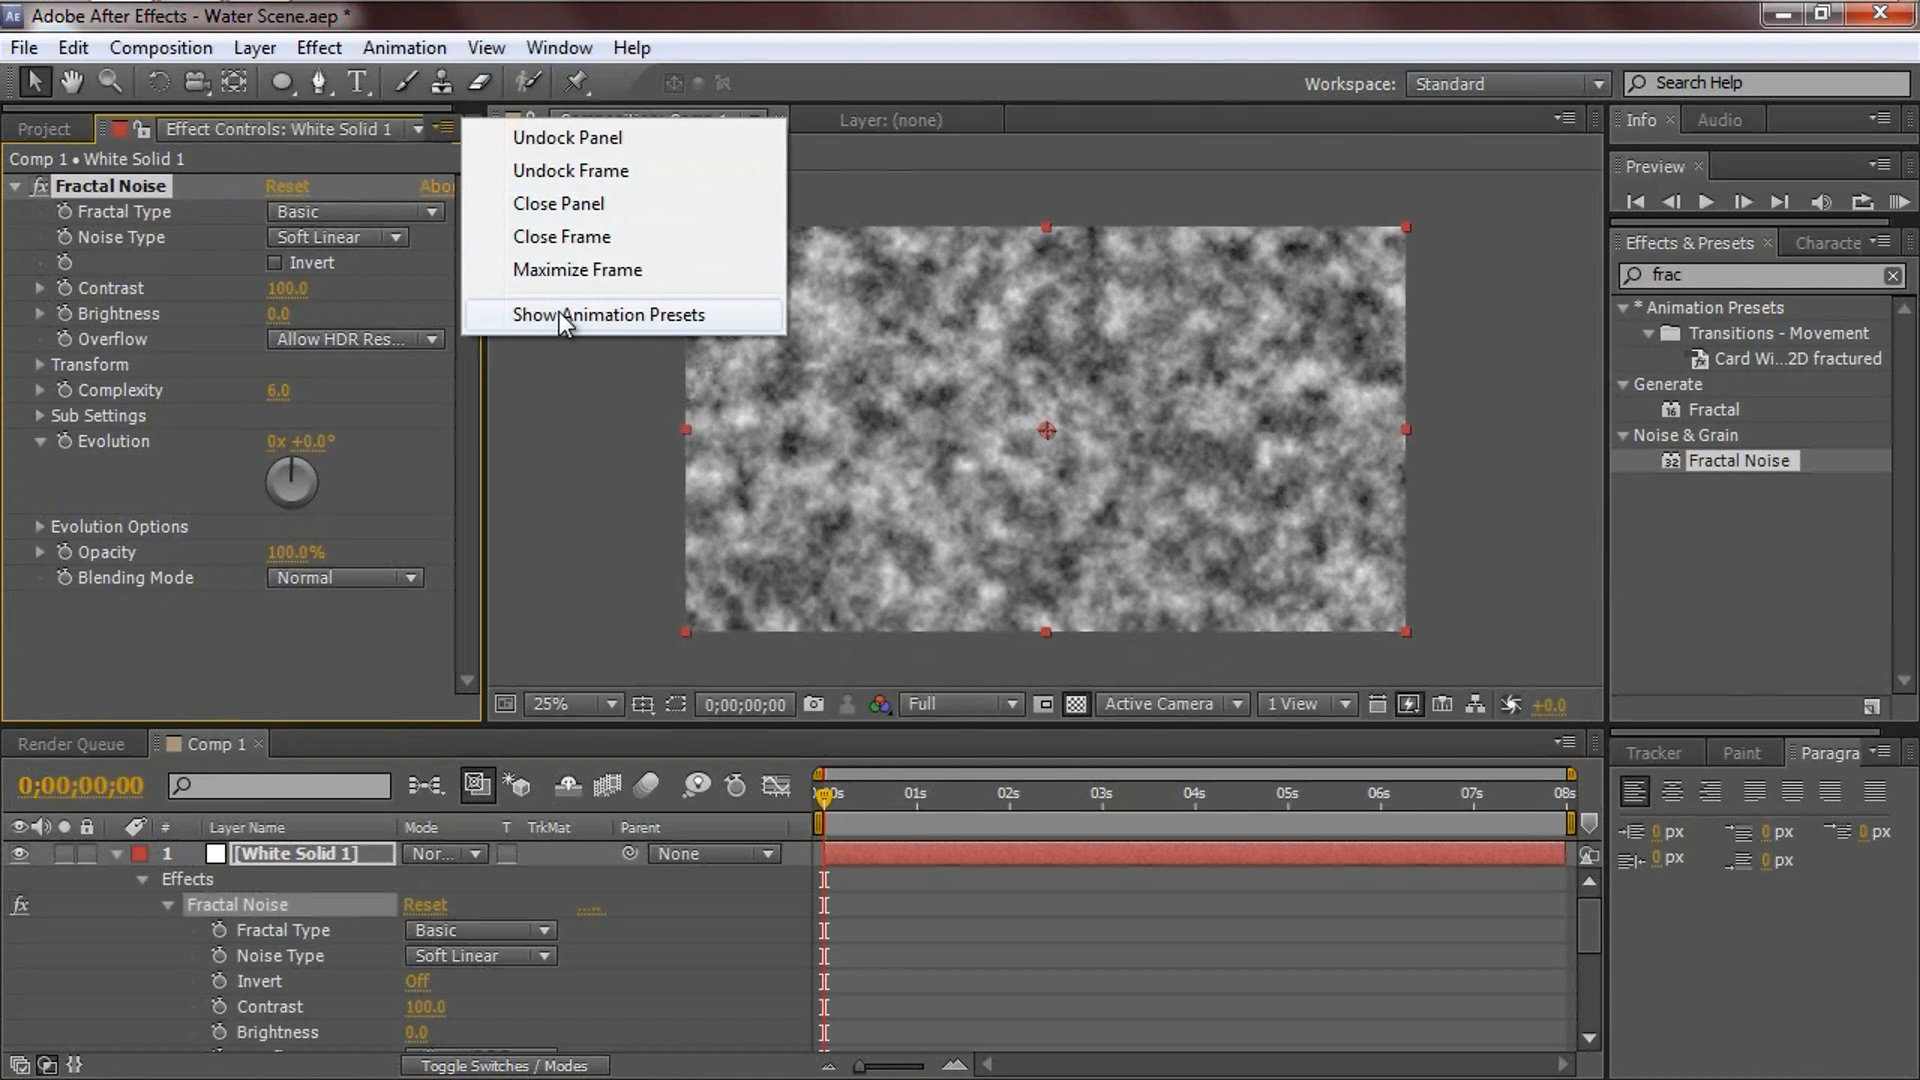 Adobe After Effects - Water Scene.aep *
File Edit Composition Layer Effect Animation View Window Help
Workspace: Standard Search Help
Project Effect Controls: White Solid 1 Layer: (none) Info Audio
Comp 1 • White Solid 1
Fractal Noise Reset Abo
Fractal Type Basic
Noise Type Soft Linear
Invert
Contrast 100.0
Brightness 0.0
Overflow Allow HDR Res...
Transform
Complexity 6.0
Sub Settings
Evolution 0x +0.0°
Evolution Options
Opacity 100.0%
Blending Mode Normal
Undock Panel
Undock Frame
Close Panel
Close Frame
Maximize Frame
Show Animation Presets
25% 0;00;00;00 Full Active Camera 1 View +0.0
Preview
Effects & Presets Characte
frac
* Animation Presets
Transitions - Movement
Card Wi...2D fractured
Generate
16 Fractal
Noise & Grain
32 Fractal Noise
Render Queue Comp 1
0;00;00;00
0s 01s 02s 03s 04s 05s 06s 07s 08s
# Layer Name Mode T TrkMat Parent
1 [White Solid 1] Nor... None
Effects
fx Fractal Noise Reset
Fractal Type Basic
Noise Type Soft Linear
Invert Off
Contrast 100.0
Brightness 0.0
Toggle Switches / Modes
Tracker Paint Paragra
0 px 0 px 0 px
0 px 0 px